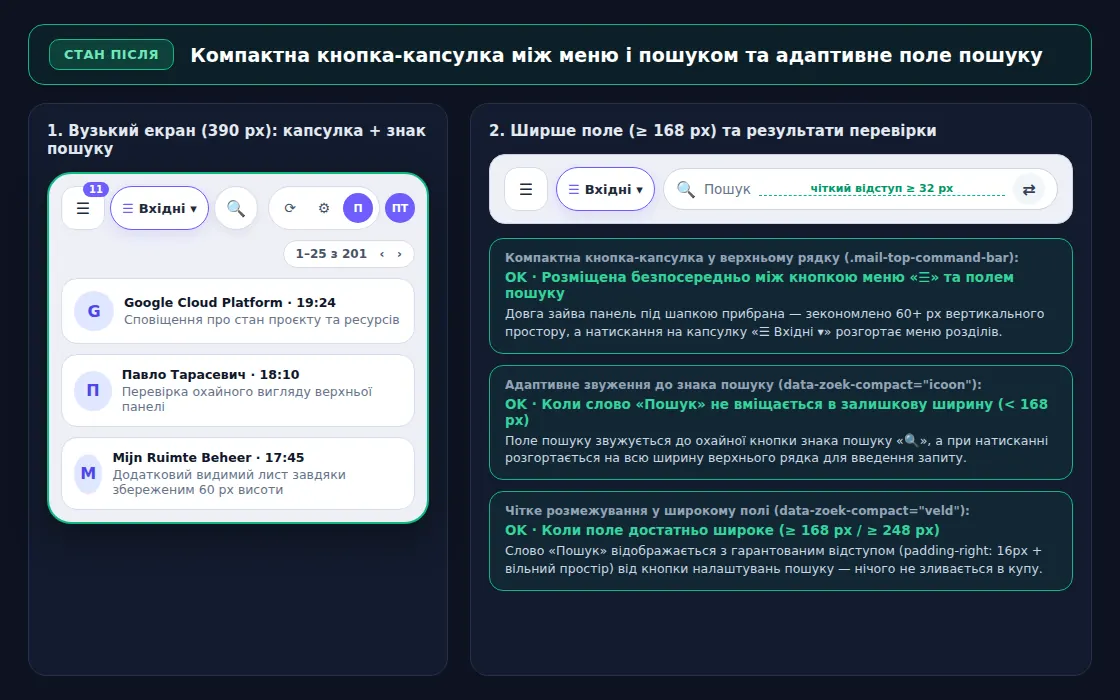 СТАН ПІСЛЯ
Компактна кнопка-капсулка між меню і пошуком та адаптивне поле пошуку
1. Вузький екран (390 px): капсулка + знак
пошуку
11
☰
☰ Вхідні ▾
🔍
⟳
⚙
П
ПТ
1–25 з 201 ‹ ›
G
Google Cloud Platform · 19:24
Сповіщення про стан проєкту та ресурсів
П
Павло Тарасевич · 18:10
Перевірка охайного вигляду верхньої
панелі
M
Mijn Ruimte Beheer · 17:45
Додатковий видимий лист завдяки
збереженим 60 px висоти
2. Ширше поле (≥ 168 px) та результати перевірки
☰
☰ Вхідні ▾
🔍 Пошук
чіткий відступ ≥ 32 px
⇄
Компактна кнопка-капсулка у верхньому рядку (.mail-top-command-bar):
OK · Розміщена безпосередньо між кнопкою меню «☰» та полем
пошуку
Довга зайва панель під шапкою прибрана — зекономлено 60+ px вертикального
простору, а натискання на капсулку «☰ Вхідні ▾» розгортає меню розділів.
Адаптивне звуження до знака пошуку (data-zoek-compact="icoon"):
OK · Коли слово «Пошук» не вміщається в залишкову ширину (< 168
px)
Поле пошуку звужується до охайної кнопки знака пошуку «🔍», а при натисканні
розгортається на всю ширину верхнього рядка для введення запиту.
Чітке розмежування у широкому полі (data-zoek-compact="veld"):
OK · Коли поле достатньо широке (≥ 168 px / ≥ 248 px)
Слово «Пошук» відображається з гарантованим відступом (padding-right: 16px +
вільний простір) від кнопки налаштувань пошуку — нічого не зливається в купу.